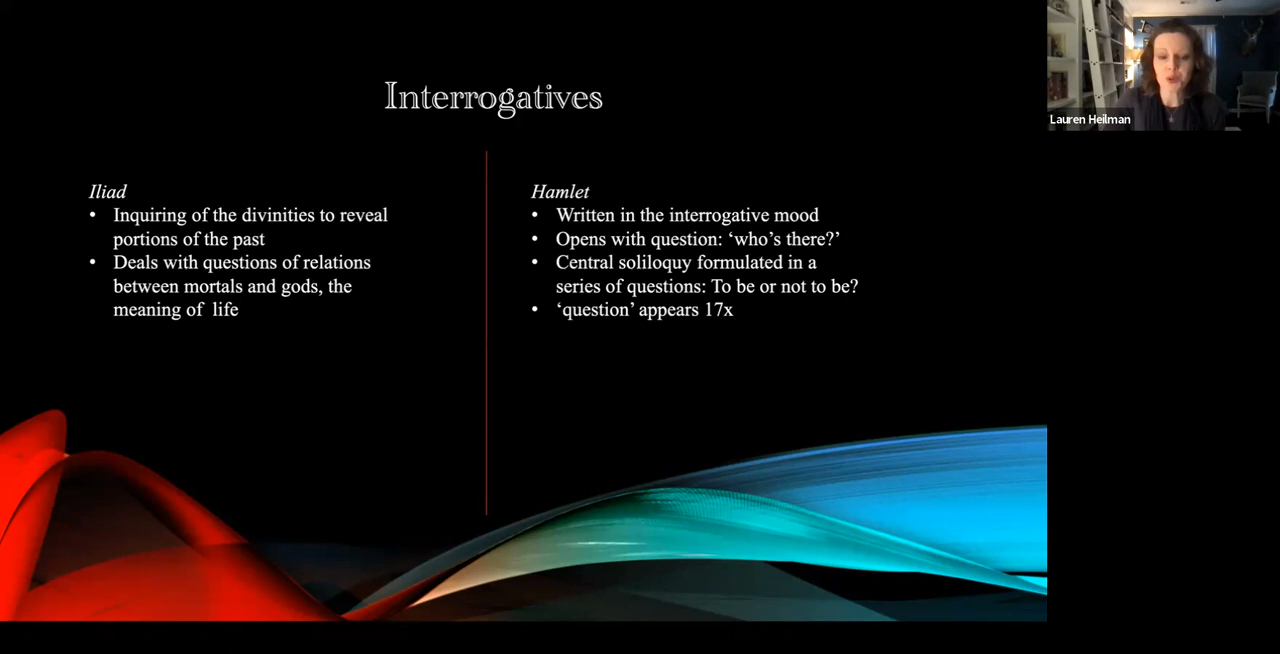 Interrogatives
Iliad
• Inquiring of the divinities to reveal
portions of the past
• Deals with questions of relations
between mortals and gods, the
meaning of life
Hamlet
• Written in the interrogative mood
• Opens with question: ‘who’s there?’
• Central soliloquy formulated in a
series of questions: To be or not to be?
• ‘question’ appears 17x
Lauren Heilman